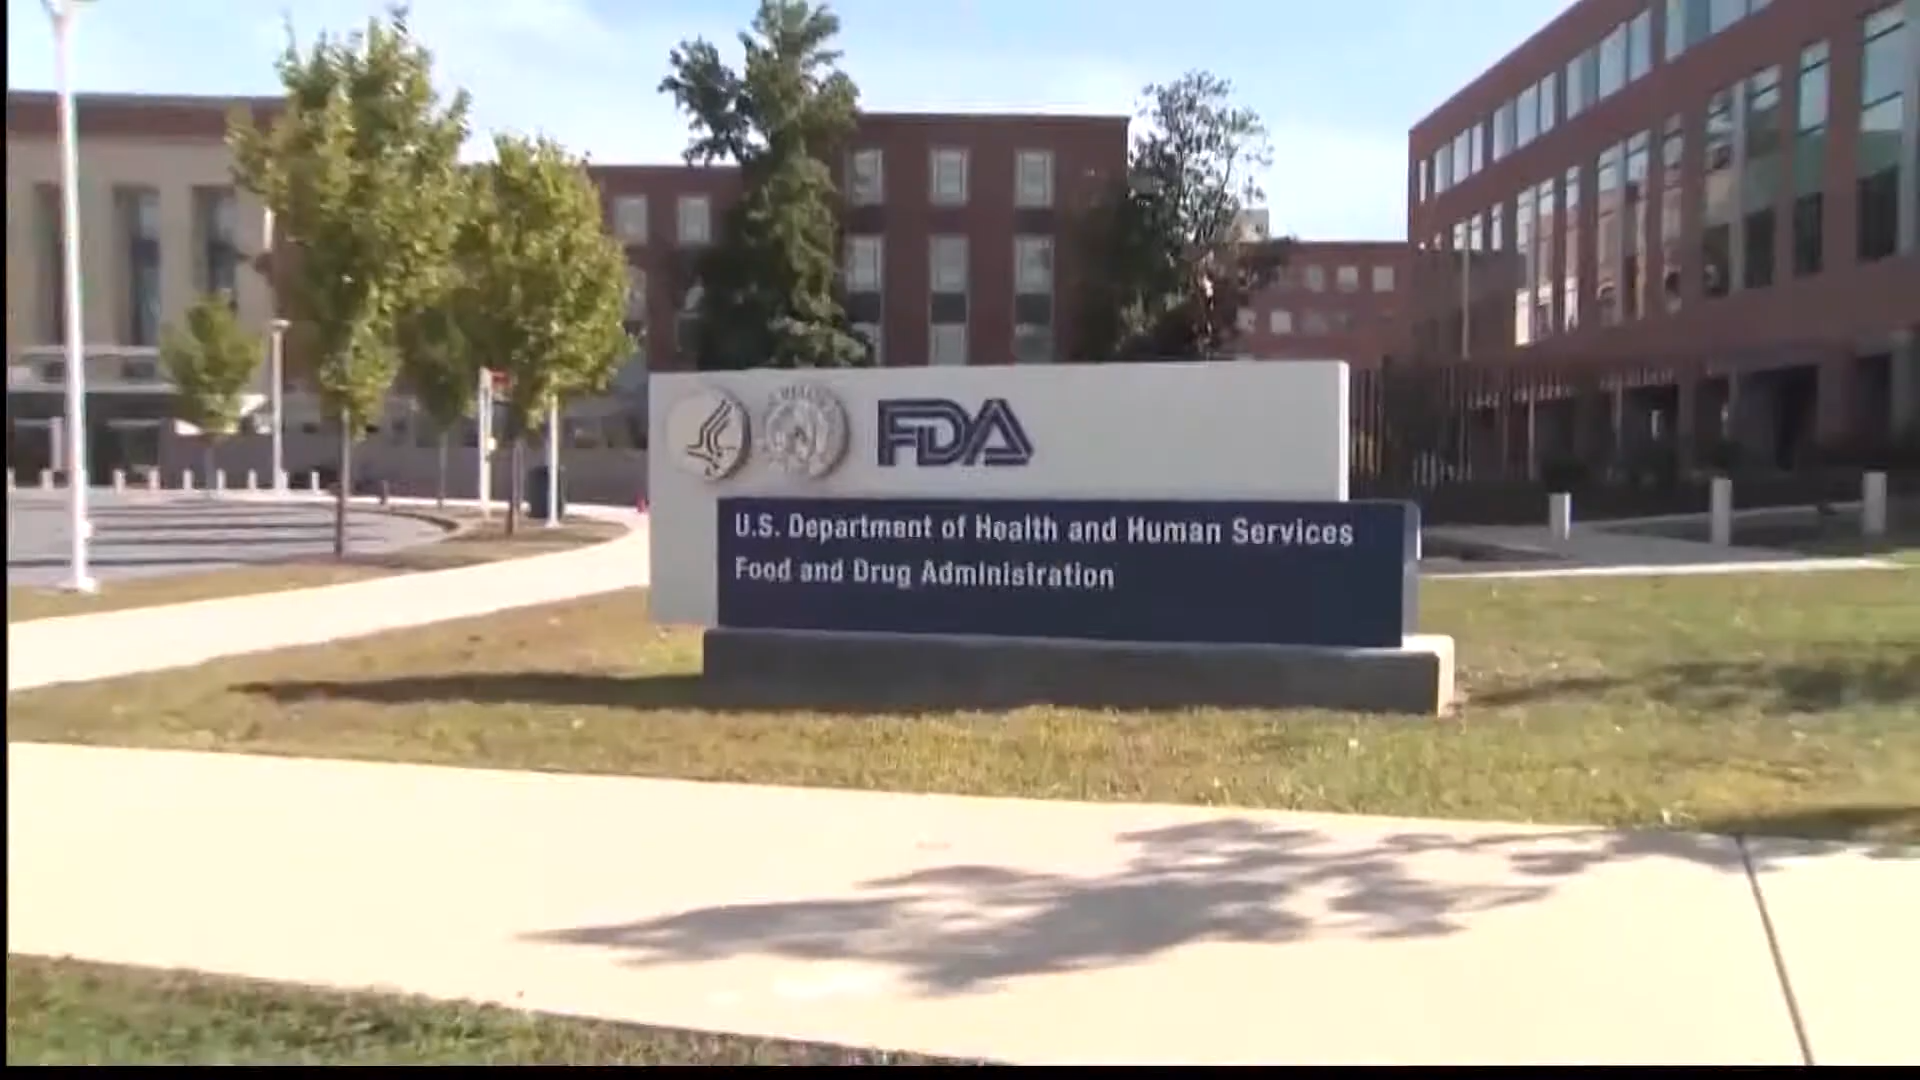 FDA
U.S. Department of Health and Human Services
Food and Drug Administration